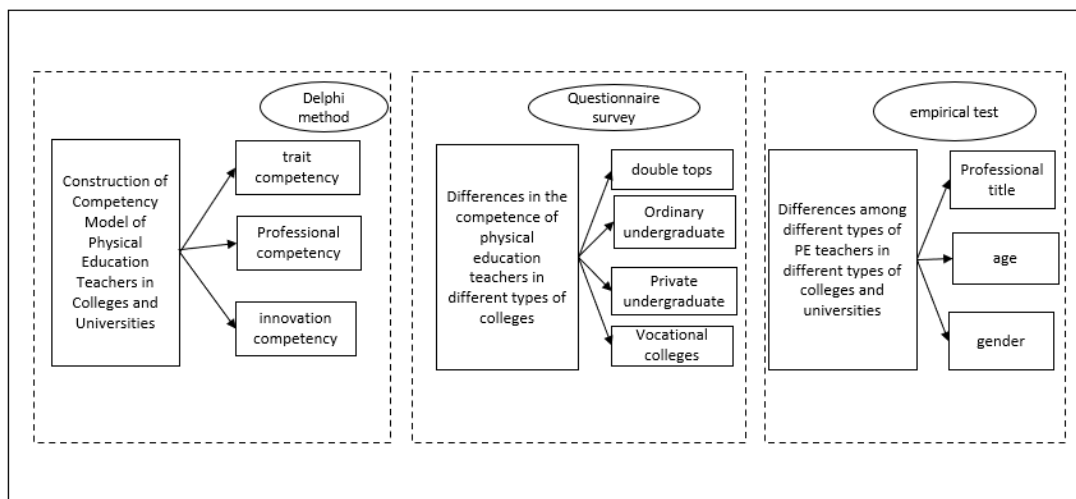 Delphi
method
Construction of
Competency
Model of
Physical
Education
Teachers in
Colleges and
Universities
trait
competency
Professional
competency
innovation
competency
Questionnaire
survey
Differences in the
competence of
physical
education
teachers in
different types of
colleges
double tops
Ordinary
undergraduate
Private
undergraduate
Vocational
colleges
empirical test
Differences among
different types of
PE teachers in
different types of
colleges and
universities
Professional
title
age
gender